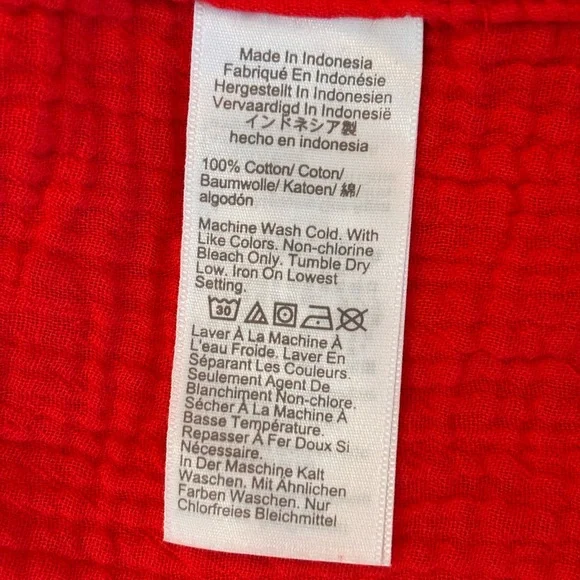 Made In Indonesia
Fabriqué En Indonésie
Hergestellt In Indonesien
Vervaardigd In Indonesië
インドネシア製
hecho en indonesia
100% Cotton/ Coton/
Baumwolle/ Katoen/ 綿/
algodón
Machine Wash Cold. With
Like Colors. Non-chlorine
Bleach Only. Tumble Dry
Low. Iron On Lowest
Setting.
30
Laver À La Machine À
L'eau Froide. Laver En
Séparant Les Couleurs.
Seulement Agent De
Blanchiment Non-chlore.
Sécher À La Machine À
Basse Température.
Repasser À Fer Doux Si
Nécessaire.
In Der Maschine Kalt
Waschen. Mit Ähnlichen
Farben Waschen. Nur
Chlorfreies Bleichmittel